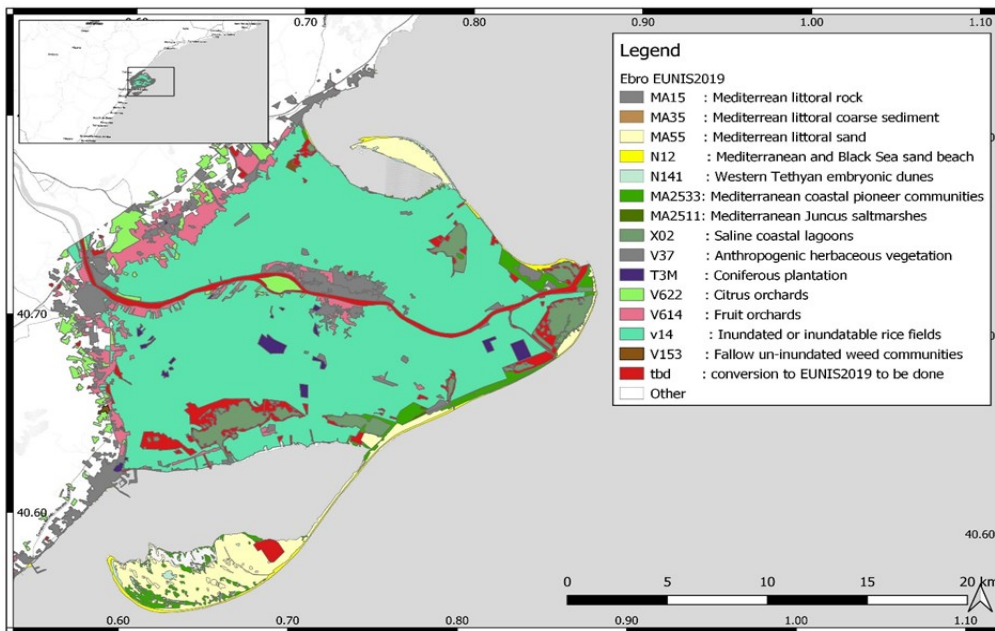 0.60 0.70 0.80 0.90 1.00 1.10
Legend
Ebro EUNIS2019
MA15 : Mediterrean littoral rock
MA35 : Mediterrean littoral coarse sediment
MA55 : Mediterrean littoral sand
N12 : Mediterranean and Black Sea sand beach
N141 : Western Tethyan embryonic dunes
MA2533: Mediterranean coastal pioneer communities
MA2511: Mediterranean Juncus saltmarshes
X02 : Saline coastal lagoons
V37 : Anthropogenic herbaceous vegetation
T3M : Coniferous plantation
V622 : Citrus orchards
V614 : Fruit orchards
v14 : Inundated or inundatable rice fields
V153 : Fallow un-inundated weed communities
tbd : conversion to EUNIS2019 to be done
Other
40.70
40.60
40.60
0 5 10 15 20 km
0.60 0.70 0.80 0.90 1.00 1.10